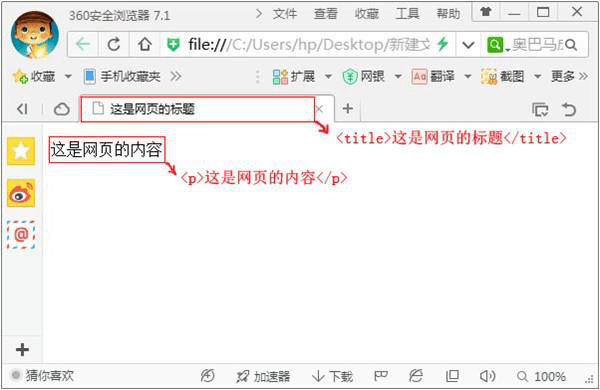 360安全浏览器 7.1
文件 查看 收藏 工具 帮助
file:///C:/Users/hp/Desktop/新建文
奥巴马
收藏 手机收藏夹 扩展 网银 Aa 翻译 截图 更多
这是网页的标题
<title>这是网页的标题</title>
这是网页的内容
<p>这是网页的内容</p>
猜你喜欢 加速器 下载 100%